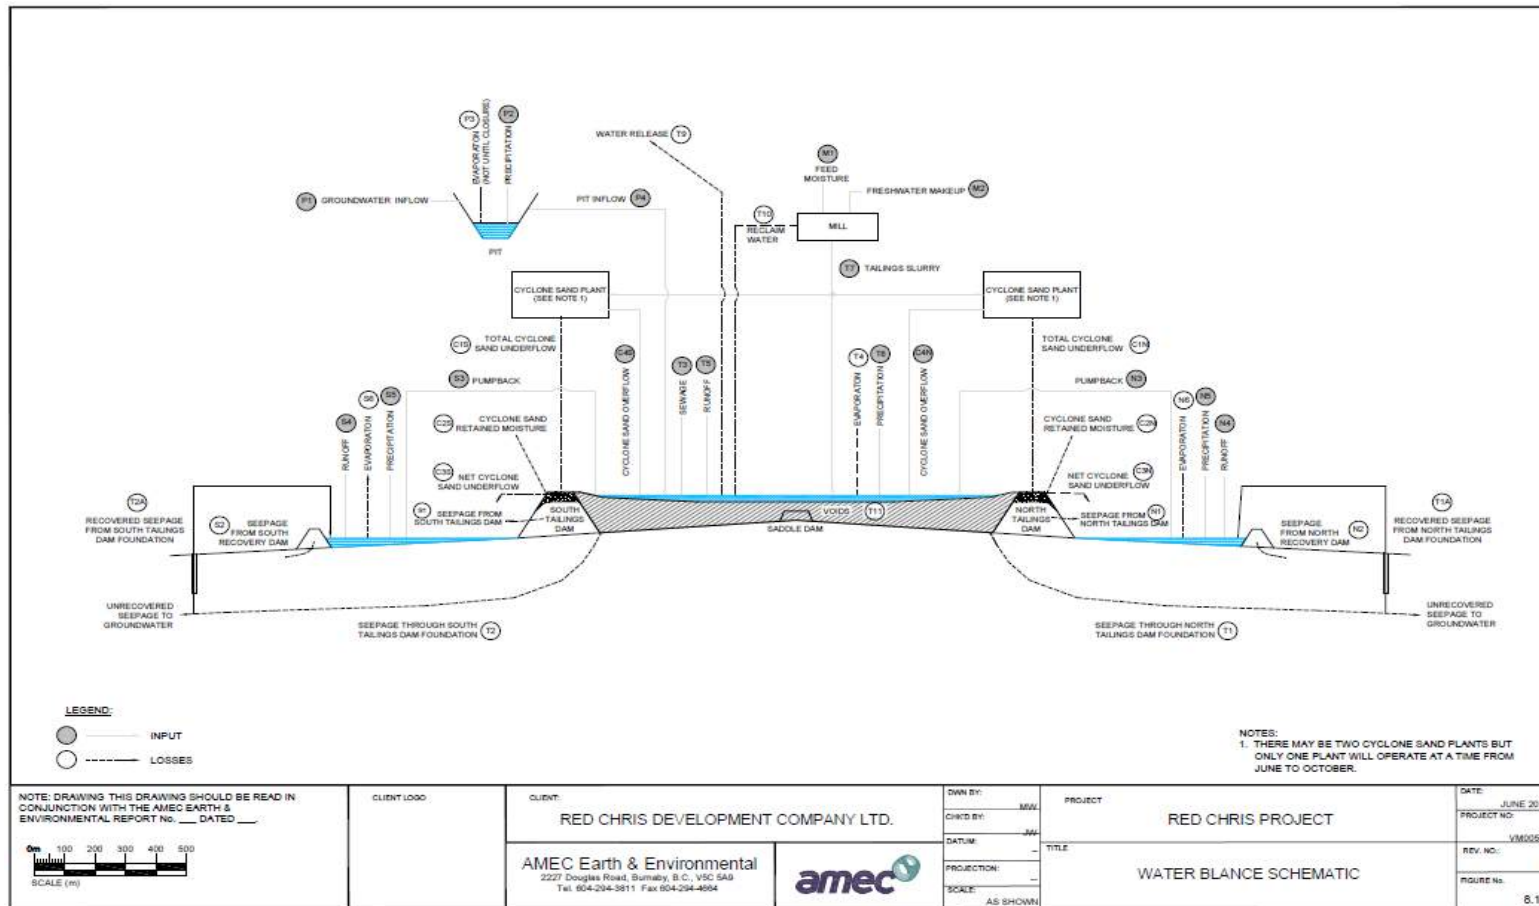 P3
EVAPORATON
(NOT UNTIL CLOSURE)
P2
PRECIPITATION
WATER RELEASE T9
M1
FEED
MOISTURE
FRESHWATER MAKEUP M2
P1 GROUNDWATER INFLOW
PIT INFLOW P4
T10
RECLAIM
WATER
MILL
PIT
T7 TAILINGS SLURRY
CYCLONE SAND PLANT
(SEE NOTE 1)
CYCLONE SAND PLANT
(SEE NOTE 1)
C1S TOTAL CYCLONE
SAND UNDERFLOW
TOTAL CYCLONE
SAND UNDERFLOW C1N
C4S
CYCLONE SAND OVERFLOW
T3
SEWAGE
T5
RUNOFF
T4
EVAPORATON
T6
PRECIPITATION
C4N
CYCLONE SAND OVERFLOW
S3 PUMPBACK
PUMPBACK N3
S4
RUNOFF
S6
EVAPORATON
S5
PRECIPITATION
C2S CYCLONE SAND
RETAINED MOISTURE
CYCLONE SAND
RETAINED MOISTURE C2N
N6
EVAPORATON
N5
PRECIPITATION
N4
RUNOFF
C3S NET CYCLONE
SAND UNDERFLOW
NET CYCLONE
SAND UNDERFLOW
C3N
T2A
RECOVERED SEEPAGE
FROM SOUTH TAILINGS
DAM FOUNDATION
S2 SEEPAGE
FROM SOUTH
RECOVERY DAM
SEEPAGE FROM
SOUTH TAILINGS DAM
SOUTH
TAILINGS
DAM
VOIDS T11
SADDLE DAM
NORTH
TAILINGS
DAM
SEEPAGE FROM N1
NORTH TAILINGS DAM
SEEPAGE
FROM NORTH
RECOVERY DAM N2
T1A
RECOVERED SEEPAGE
FROM NORTH TAILINGS
DAM FOUNDATION
UNRECOVERED
SEEPAGE TO
GROUNDWATER
SEEPAGE THROUGH SOUTH
TAILINGS DAM FOUNDATION T2
SEEPAGE THROUGH NORTH
TAILINGS DAM FOUNDATION T1
UNRECOVERED
SEEPAGE TO
GROUNDWATER
LEGEND:
INPUT
LOSSES
NOTES:
1. THERE MAY BE TWO CYCLONE SAND PLANTS BUT
ONLY ONE PLANT WILL OPERATE AT A TIME FROM
JUNE TO OCTOBER.
NOTE: DRAWING THIS DRAWING SHOULD BE READ IN
CONJUNCTION WITH THE AMEC EARTH &
ENVIRONMENTAL REPORT No. ___ DATED ___.
0m 100 200 300 400 500
SCALE (m)
CLIENT LOGO
CLIENT:
RED CHRIS DEVELOPMENT COMPANY LTD.
AMEC Earth & Environmental
2227 Douglas Road, Burnaby, B.C., V5C 5A9
Tel. 604-294-3811 Fax 604-294-4664
amec
DWN BY:
MW
CHK'D BY:
JW
DATUM:
-
PROJECTION:
-
SCALE:
AS SHOWN
PROJECT
RED CHRIS PROJECT
TITLE
WATER BLANCE SCHEMATIC
DATE:
JUNE 20
PROJECT NO:
VM005
REV. NO.:
FIGURE No.
8.1